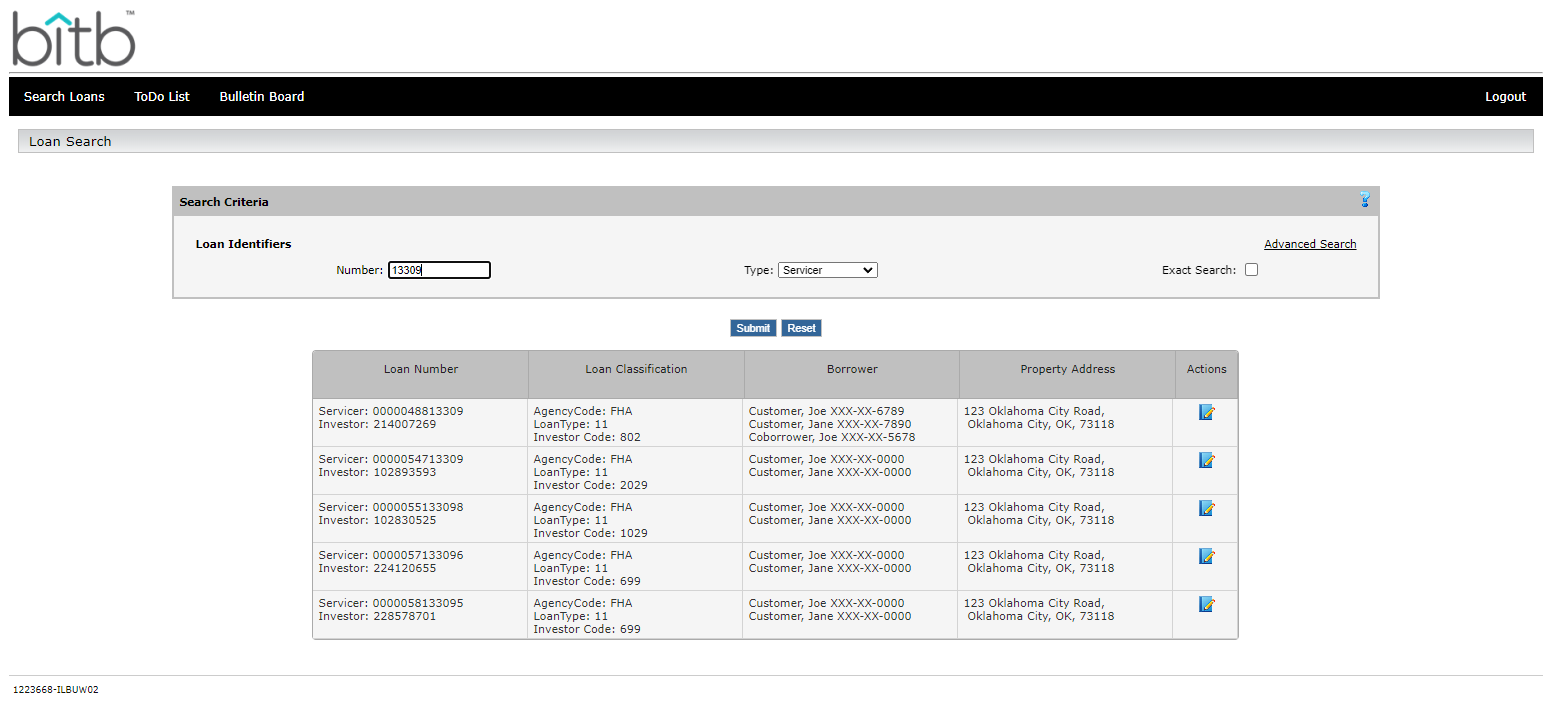 bîtb™
Search Loans ToDo List Bulletin Board Logout
Loan Search
Search Criteria
Loan Identifiers Advanced Search
Number: 13309 Type: Servicer Exact Search:
Submit Reset
Loan Number Loan Classification Borrower Property Address Actions
Servicer: 0000048813309 AgencyCode: FHA Customer, Joe XXX-XX-6789 123 Oklahoma City Road,
Investor: 214007269 LoanType: 11 Customer, Jane XXX-XX-7890 Oklahoma City, OK, 73118
Investor Code: 802 Coborrower, Joe XXX-XX-5678
Servicer: 0000054713309 AgencyCode: FHA Customer, Joe XXX-XX-0000 123 Oklahoma City Road,
Investor: 102893593 LoanType: 11 Customer, Jane XXX-XX-0000 Oklahoma City, OK, 73118
Investor Code: 2029
Servicer: 0000055133098 AgencyCode: FHA Customer, Joe XXX-XX-0000 123 Oklahoma City Road,
Investor: 102830525 LoanType: 11 Customer, Jane XXX-XX-0000 Oklahoma City, OK, 73118
Investor Code: 1029
Servicer: 0000057133096 AgencyCode: FHA Customer, Joe XXX-XX-0000 123 Oklahoma City Road,
Investor: 224120655 LoanType: 11 Customer, Jane XXX-XX-0000 Oklahoma City, OK, 73118
Investor Code: 699
Servicer: 0000058133095 AgencyCode: FHA Customer, Joe XXX-XX-0000 123 Oklahoma City Road,
Investor: 228578701 LoanType: 11 Customer, Jane XXX-XX-0000 Oklahoma City, OK, 73118
Investor Code: 699
1223668-ILBUW02